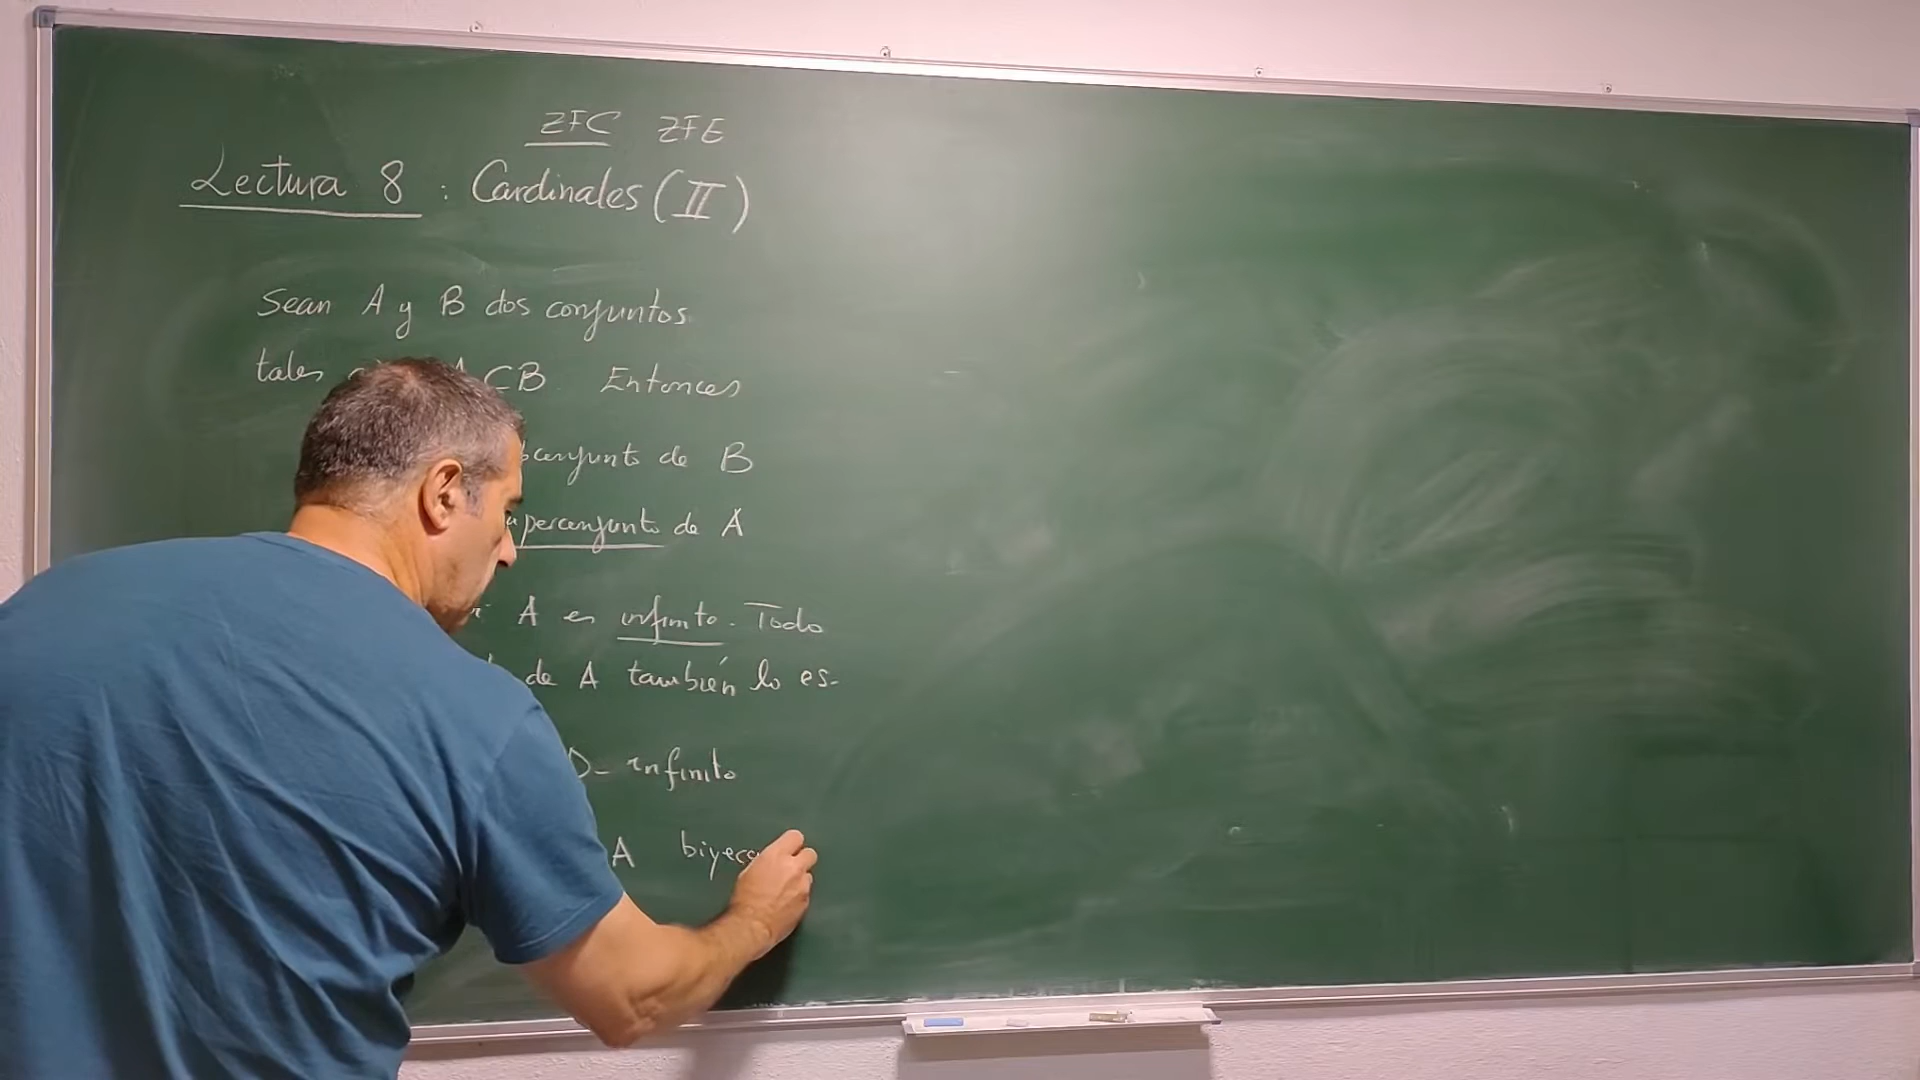 ZFC ZFE
Lectura 8 : Cardinales (II)
Sean A y B dos conjuntos
tales A ⊂ B Entonces
de B
de A
A es infinito. Todo
de A también lo es.
D-infinito
A